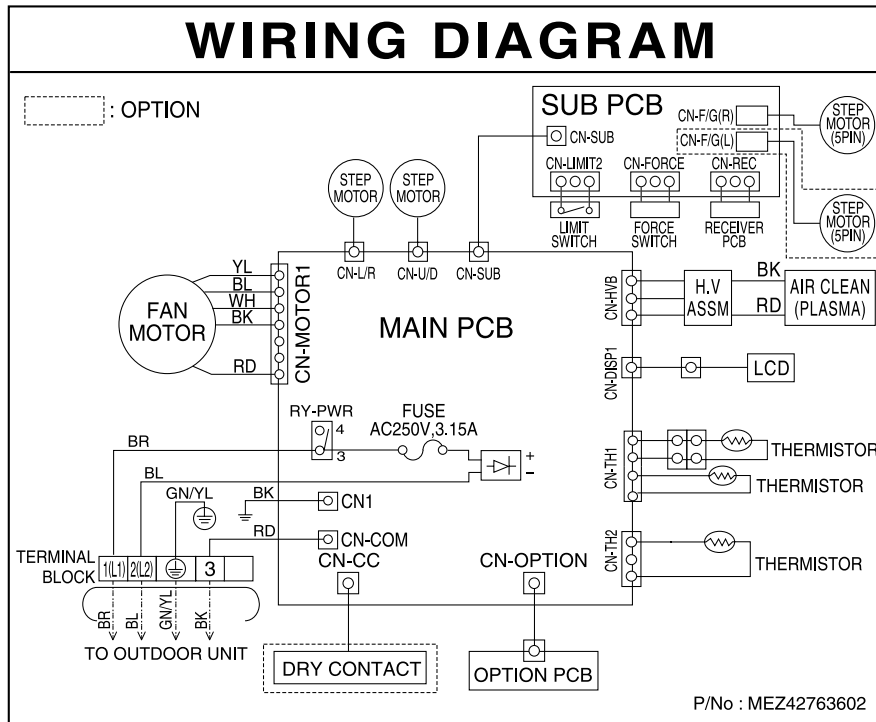 WIRING DIAGRAM
: OPTION
SUB PCB
CN-F/G(R)
CN-F/G(L)
STEP
MOTOR
(5PIN)
CN-SUB
CN-LIMIT2
CN-FORCE
CN-REC
STEP
MOTOR
STEP
MOTOR
LIMIT
SWITCH
FORCE
SWITCH
RECEIVER
PCB
STEP
MOTOR
(5PIN)
CN-L/R
CN-U/D
CN-SUB
YL
BL
WH
BK
RD
FAN
MOTOR
CN-MOTOR1
MAIN PCB
CN-HVB
H.V
ASSM
BK
RD
AIR CLEAN
(PLASMA)
CN-DISP1
LCD
RY-PWR
4
3
FUSE
AC250V,3.15A
+
–
BR
BL
GN/YL
BK
CN1
RD
CN-COM
CN-TH1
THERMISTOR
THERMISTOR
CN-TH2
THERMISTOR
CN-CC
CN-OPTION
TERMINAL
BLOCK
1(L1)
2(L2)
3
BR
BL
GN/YL
BK
TO OUTDOOR UNIT
DRY CONTACT
OPTION PCB
P/No : MEZ42763602